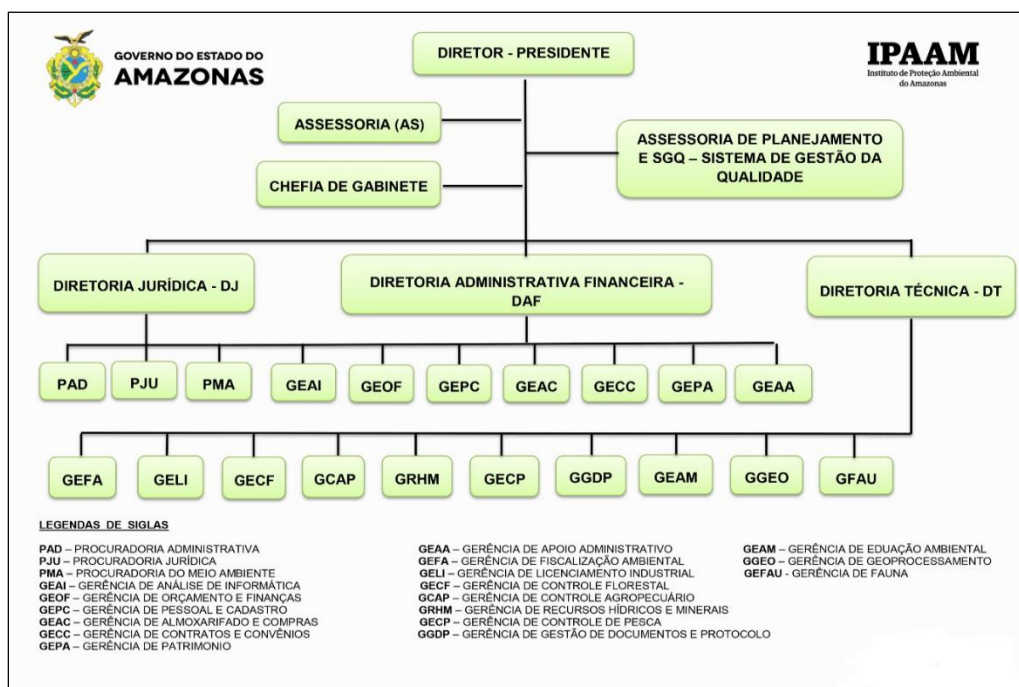 GOVERNO DO ESTADO DO
AMAZONAS
DIRETOR - PRESIDENTE
IPAAM
Instituto de Proteção Ambiental
do Amazonas
ASSESSORIA (AS)
ASSESSORIA DE PLANEJAMENTO
E SGQ – SISTEMA DE GESTÃO DA
QUALIDADE
CHEFIA DE GABINETE
DIRETORIA JURÍDICA - DJ
DIRETORIA ADMINISTRATIVA FINANCEIRA -
DAF
DIRETORIA TÉCNICA - DT
PAD
PJU
PMA
GEAI
GEOF
GEPC
GEAC
GECC
GEPA
GEAA
GEFA
GELI
GECF
GCAP
GRHM
GECP
GGDP
GEAM
GGEO
GFAU
LEGENDAS DE SIGLAS
PAD – PROCURADORIA ADMINISTRATIVA
PJU – PROCURADORIA JURÍDICA
PMA – PROCURADORIA DO MEIO AMBIENTE
GEAI – GERÊNCIA DE ANÁLISE DE INFORMÁTICA
GEOF – GERÊNCIA DE ORÇAMENTO E FINANÇAS
GEPC – GERÊNCIA DE PESSOAL E CADASTRO
GEAC – GERÊNCIA DE ALMOXARIFADO E COMPRAS
GECC – GERÊNCIA DE CONTRATOS E CONVÊNIOS
GEPA – GERÊNCIA DE PATRIMONIO
GEAA – GERÊNCIA DE APOIO ADMINISTRATIVO
GEFA – GERÊNCIA DE FISCALIZAÇÃO AMBIENTAL
GELI – GERÊNCIA DE LICENCIAMENTO INDUSTRIAL
GECF – GERÊNCIA DE CONTROLE FLORESTAL
GCAP – GERÊNCIA DE CONTROLE AGROPECUÁRIO
GRHM – GERÊNCIA DE RECURSOS HÍDRICOS E MINERAIS
GECP – GERÊNCIA DE CONTROLE DE PESCA
GGDP – GERÊNCIA DE GESTÃO DE DOCUMENTOS E PROTOCOLO
GEAM – GERÊNCIA DE EDUAÇÃO AMBIENTAL
GGEO – GERÊNCIA DE GEOPROCESSAMENTO
GEFAU - GERÊNCIA DE FAUNA